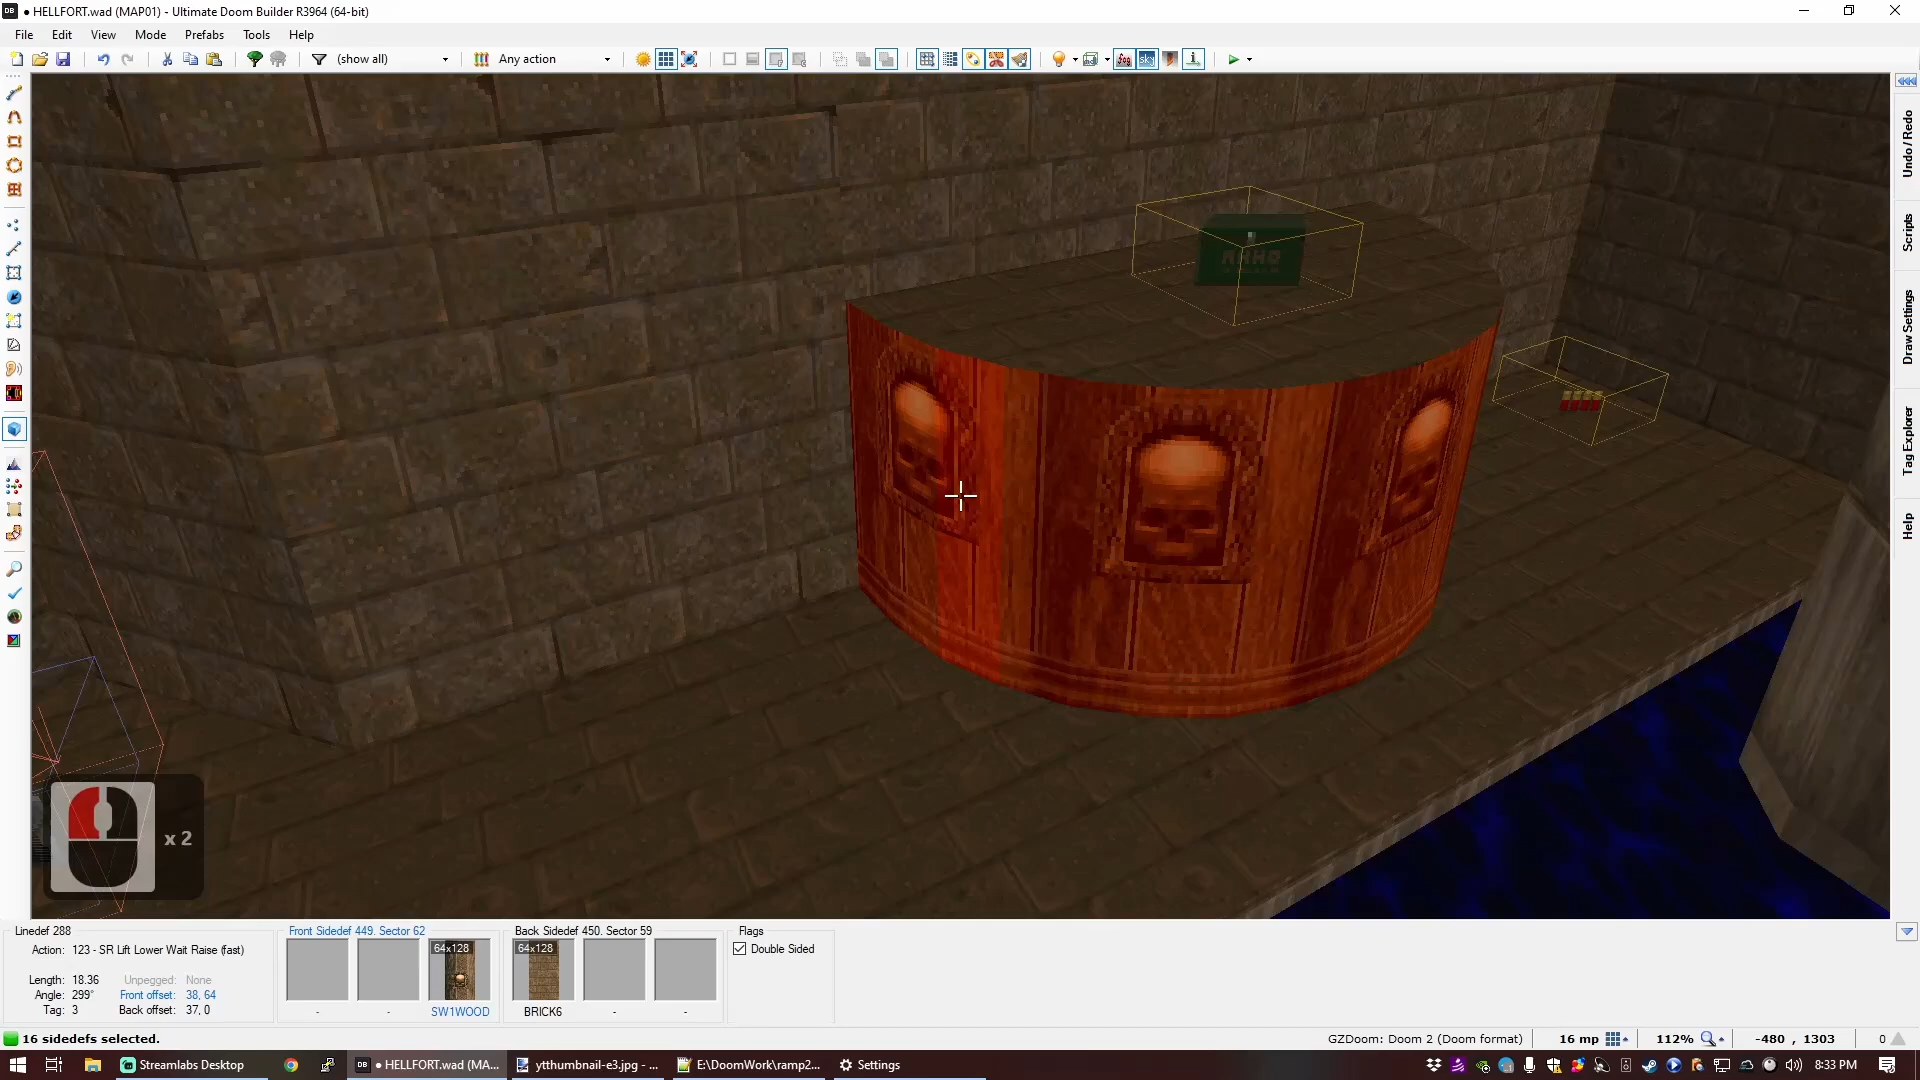 HELLFORT.wad (MAP01) - Ultimate Doom Builder R3964 (64-bit)
File Edit View Mode Prefabs Tools Help
(show all) Any action
Undo / Redo
Scripts
Draw Settings
Tag Explorer
Help
x 2
Linedef 288
Action: 123 - SR Lift Lower Wait Raise (fast)
Length: 18.36 Unpegged: None
Angle: 299° Front offset: 38, 64
Tag: 3 Back offset: 37, 0
Front Sidedef 449. Sector 62
64x128
- - SW1WOOD
Back Sidedef 450. Sector 59
64x128
BRICK6 - -
Flags
Double Sided
16 sidedefs selected.
GZDoom: Doom 2 (Doom format) 16 mp 112% -480 , 1303 0
Streamlabs Desktop
HELLFORT.wad (MA...
ytthumbnail-e3.jpg - ...
E:\DoomWork\ramp2...
Settings
8:33 PM